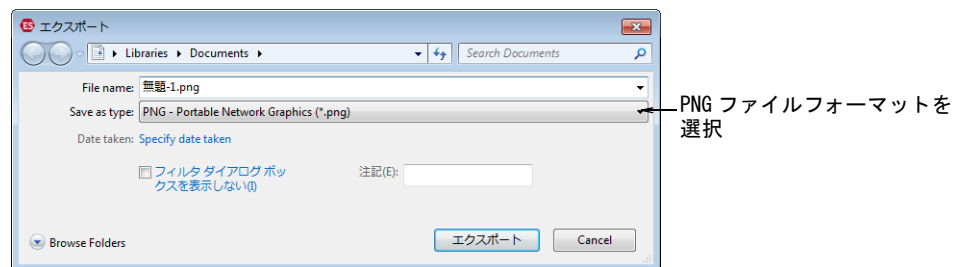 ES エクスポート
Libraries Documents
Search Documents
File name: 無題-1.png
Save as type: PNG - Portable Network Graphics (*.png)
PNG ファイルフォーマットを
選択
Date taken: Specify date taken
フィルタ ダイアログ ボッ
クスを表示しない(I)
注記(E):
Browse Folders
エクスポート
Cancel